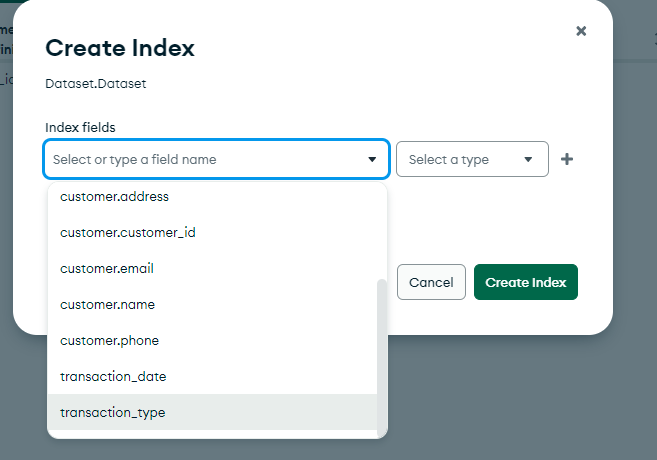 Create Index
Dataset.Dataset
Index fields
Select or type a field name
Select a type
customer.address
customer.customer_id
customer.email
customer.name
customer.phone
transaction_date
transaction_type
Cancel
Create Index